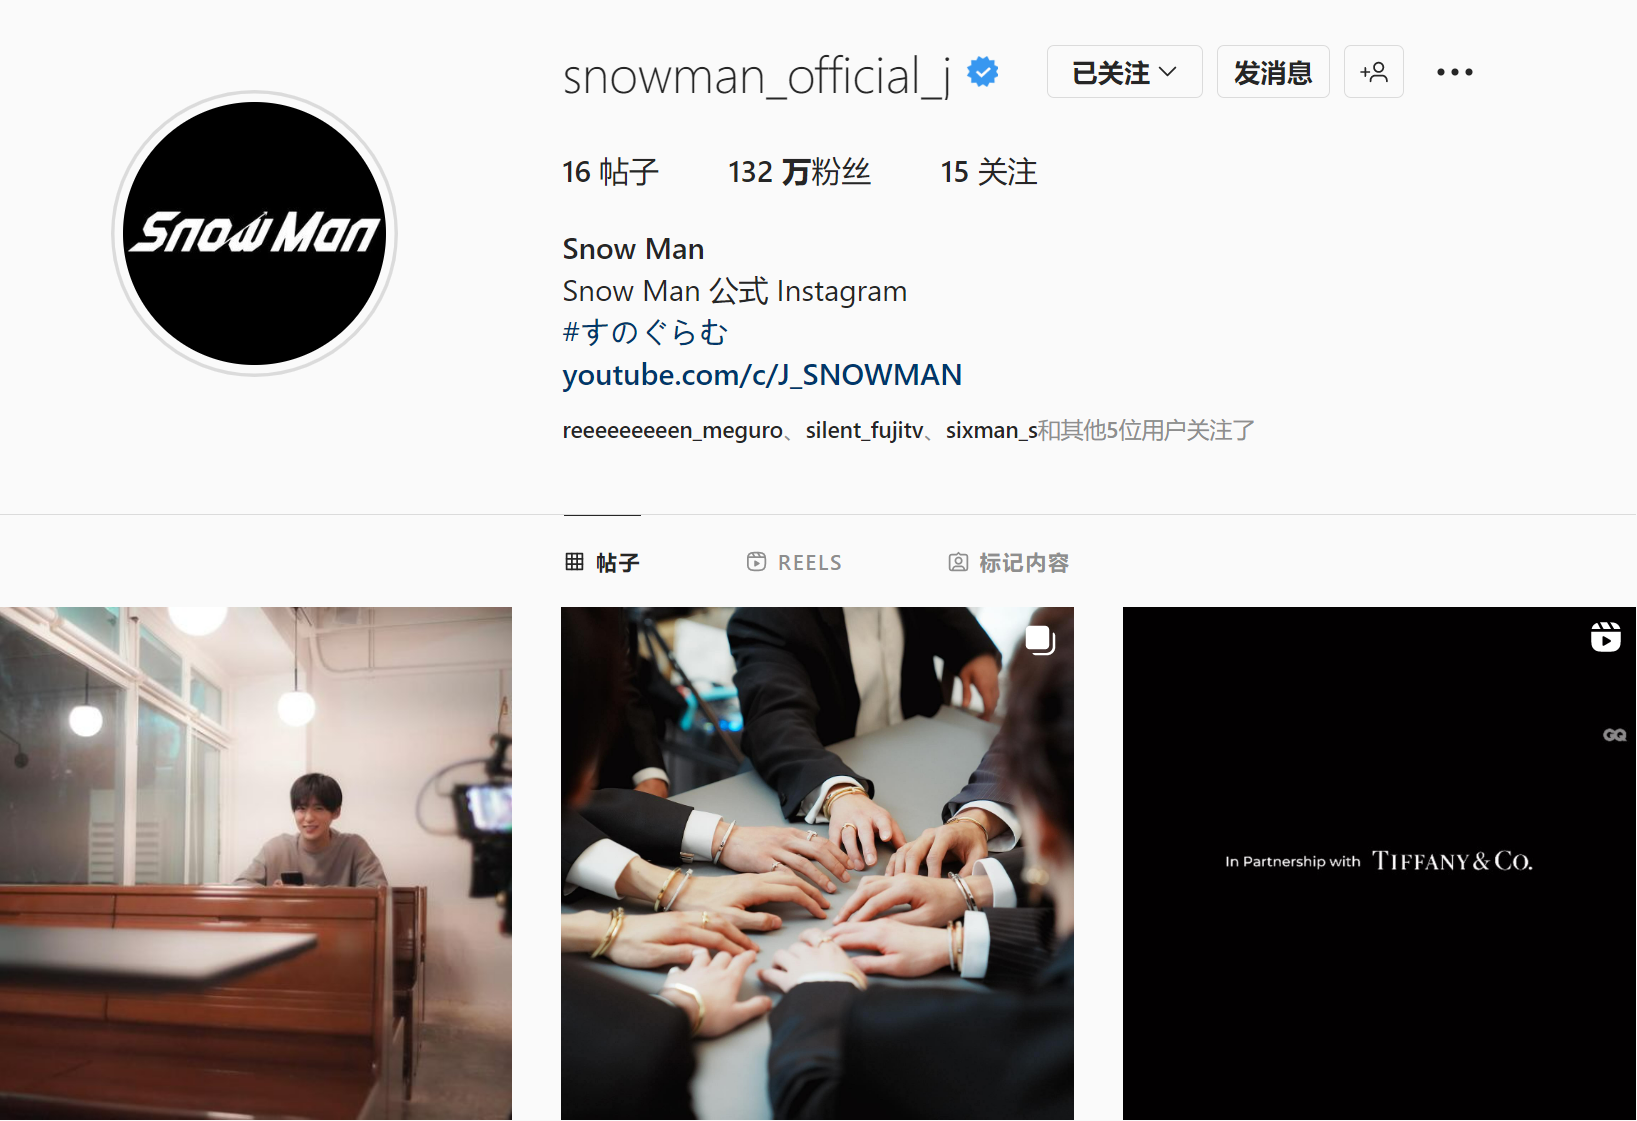 snowman_official_j
已关注
发消息
16 帖子
132 万粉丝
15 关注
Snow Man
Snow Man
Snow Man 公式 Instagram
#すのぐらむ
youtube.com/c/J_SNOWMAN
reeeeeeeeen_meguro、silent_fujitv、sixman_s和其他5位用户关注了
帖子
REELS
标记内容
GQ
In Partnership with TIFFANY & CO.